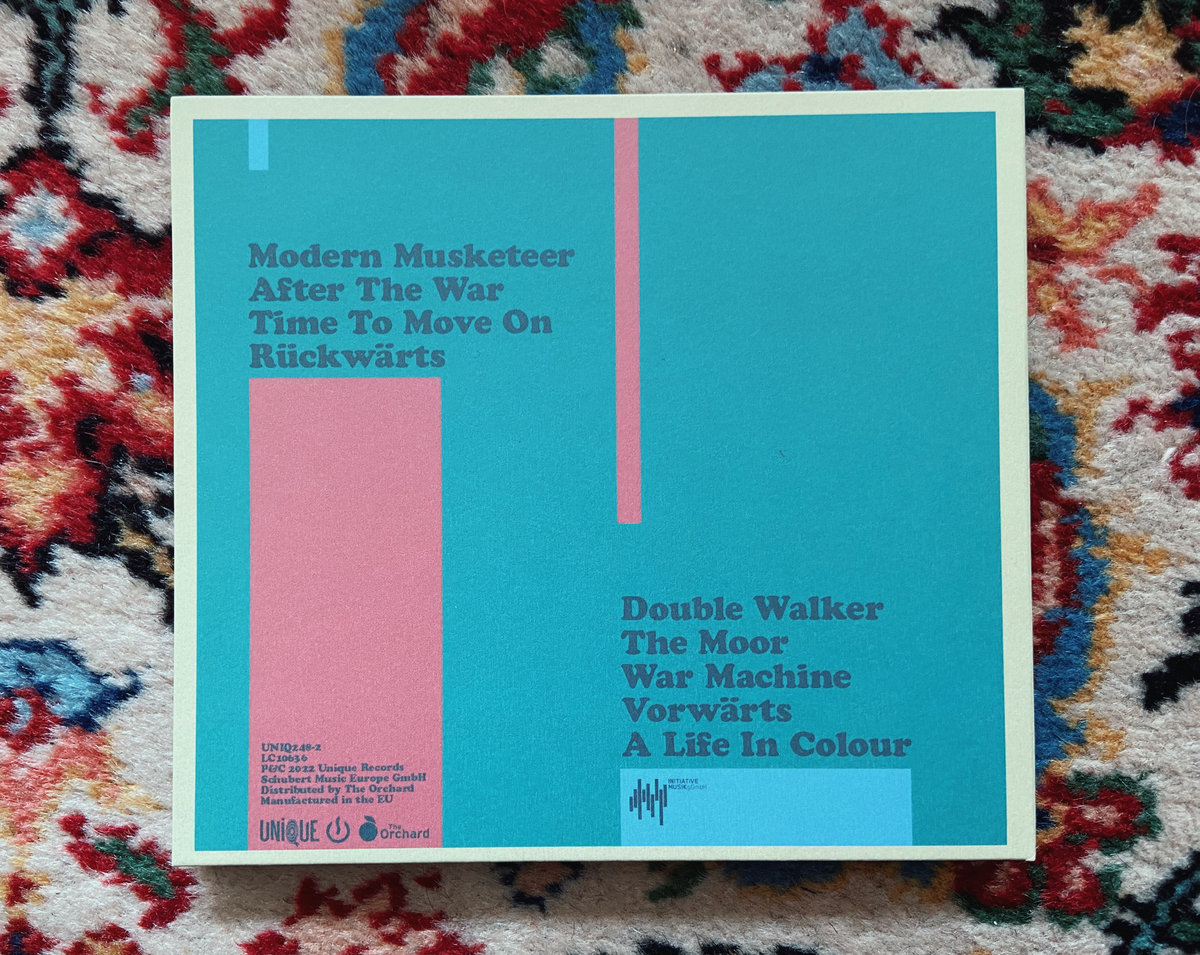 Modern Musketeer
After The War
Time To Move On
Rückwärts
UNIQ248-2
LC10636
P&C 2022 Unique Records
Schubert Music Europe GmbH
Distributed by The Orchard
Manufactured in the EU
UNIQUE
The
Orchard
Double Walker
The Moor
War Machine
Vorwärts
A Life In Colour
INITIATIVE
MUSIKgGmbH